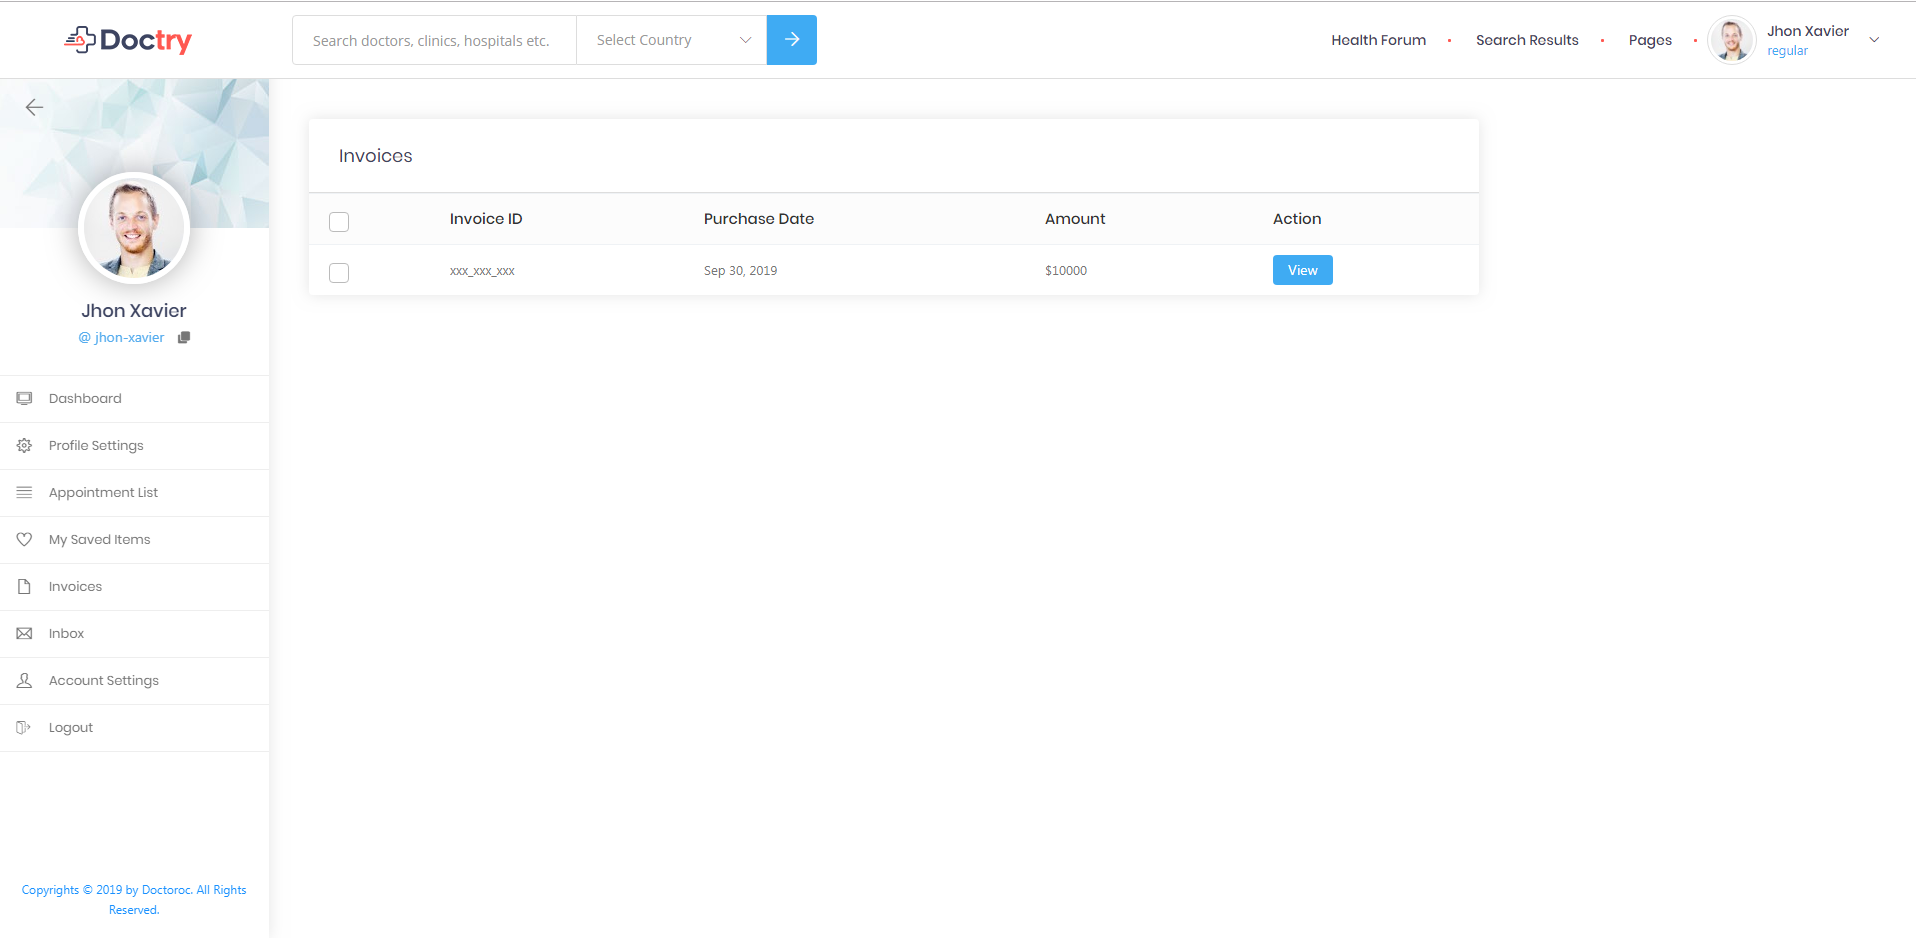 Doctry
Search doctors, clinics, hospitals etc.
Select Country
Health Forum
Search Results
Pages
Jhon Xavier
regular
Jhon Xavier
@ jhon-xavier
Dashboard
Profile Settings
Appointment List
My Saved Items
Invoices
Inbox
Account Settings
Logout
Copyrights © 2019 by Doctoroc. All Rights
Reserved.
Invoices
Invoice ID Purchase Date Amount Action
xxx_xxx_xxx Sep 30, 2019 $10000 View